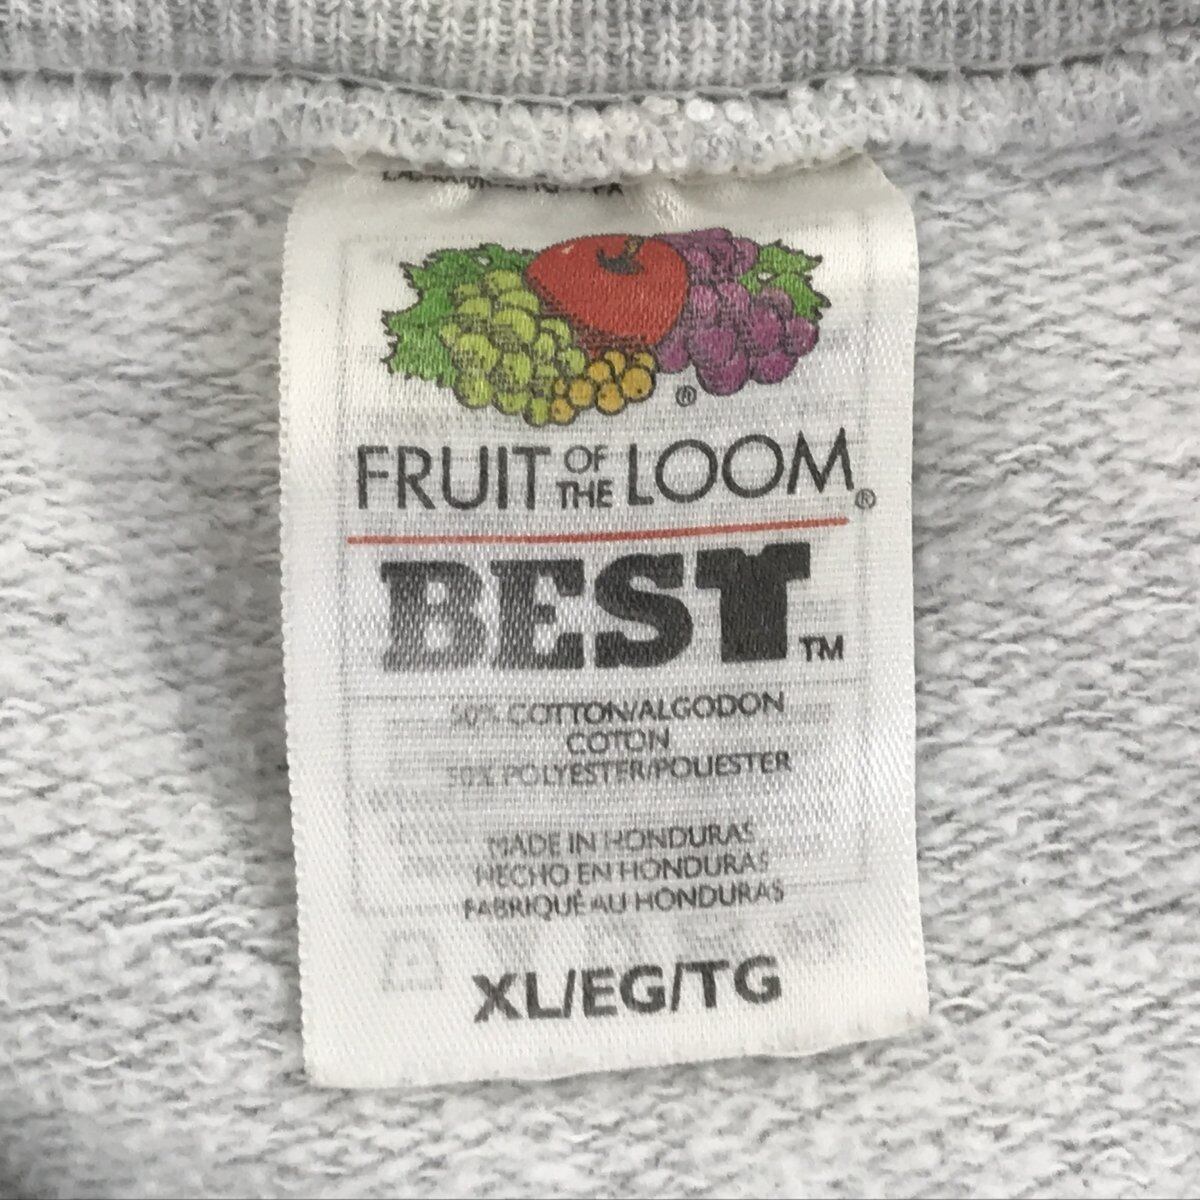 ®
FRUIT OF THE LOOM®
BEST™
50% COTTON/ALGODON
COTON
50% POLYESTER/POLIESTER
MADE IN HONDURAS
HECHO EN HONDURAS
FABRIQUÉ AU HONDURAS
XL/EG/TG